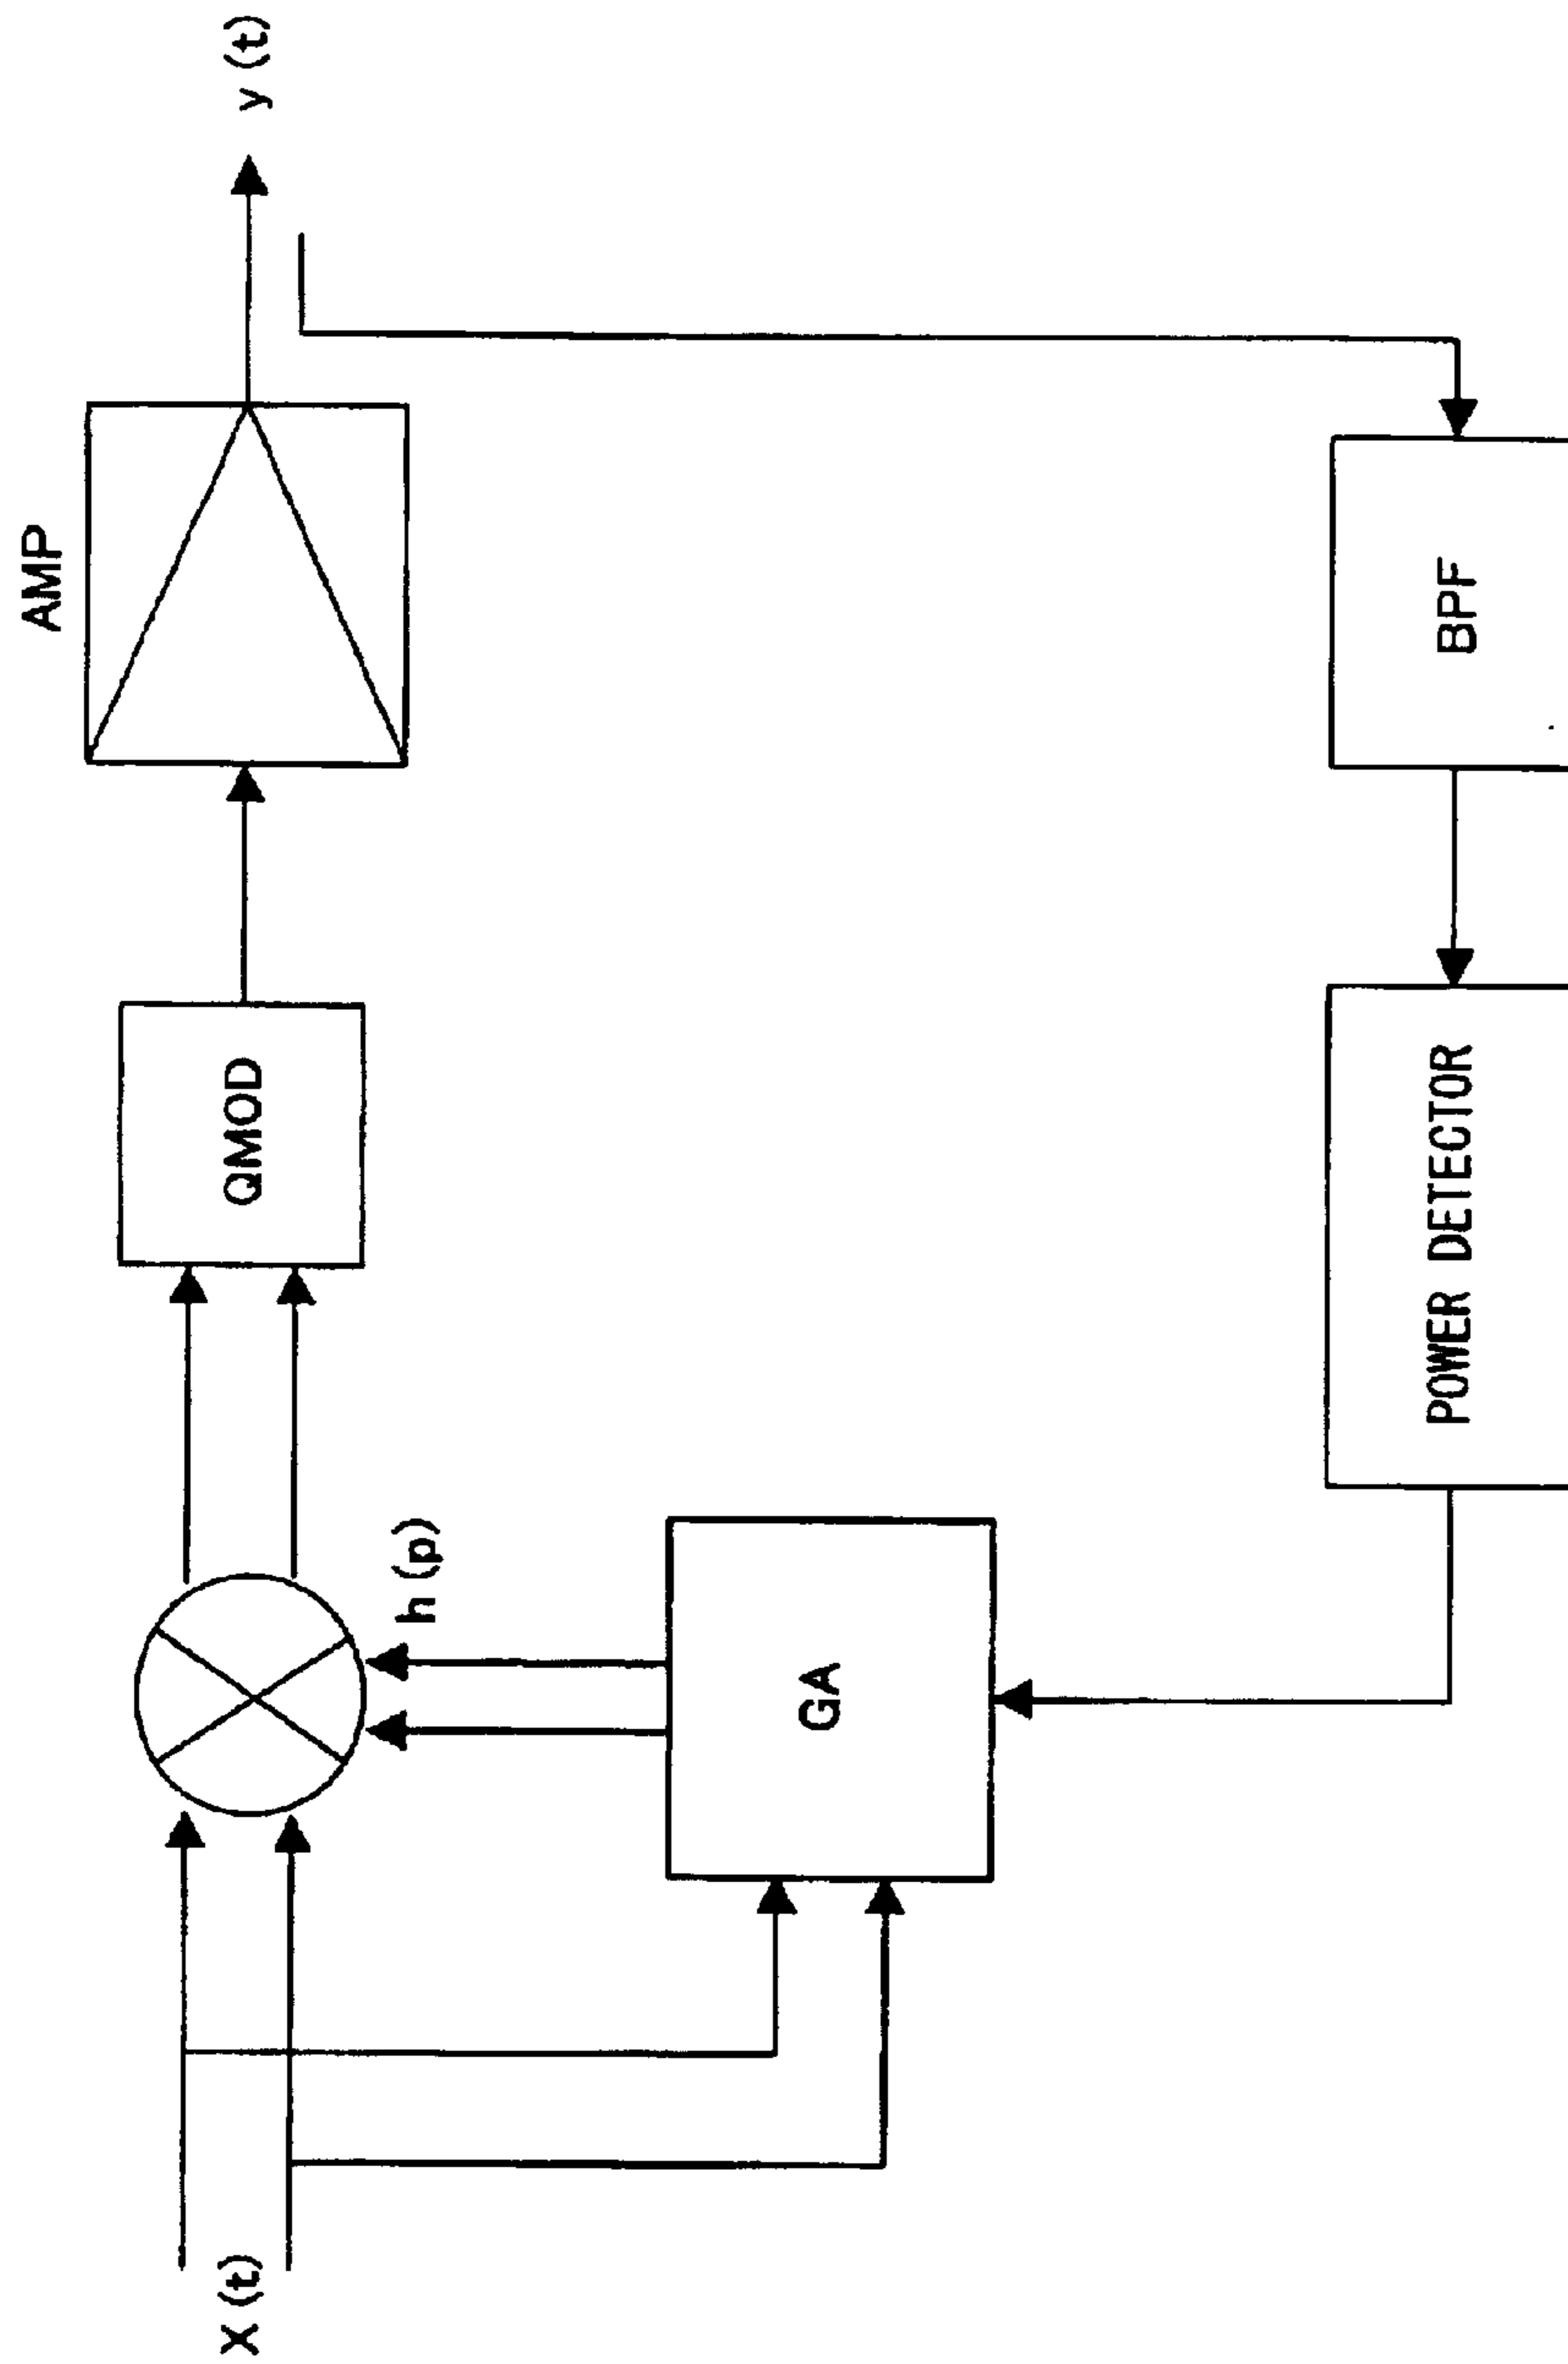 AMP
X (t)
y (t)
QMOD
h (p)
GA
POWER DETECTOR
BPF